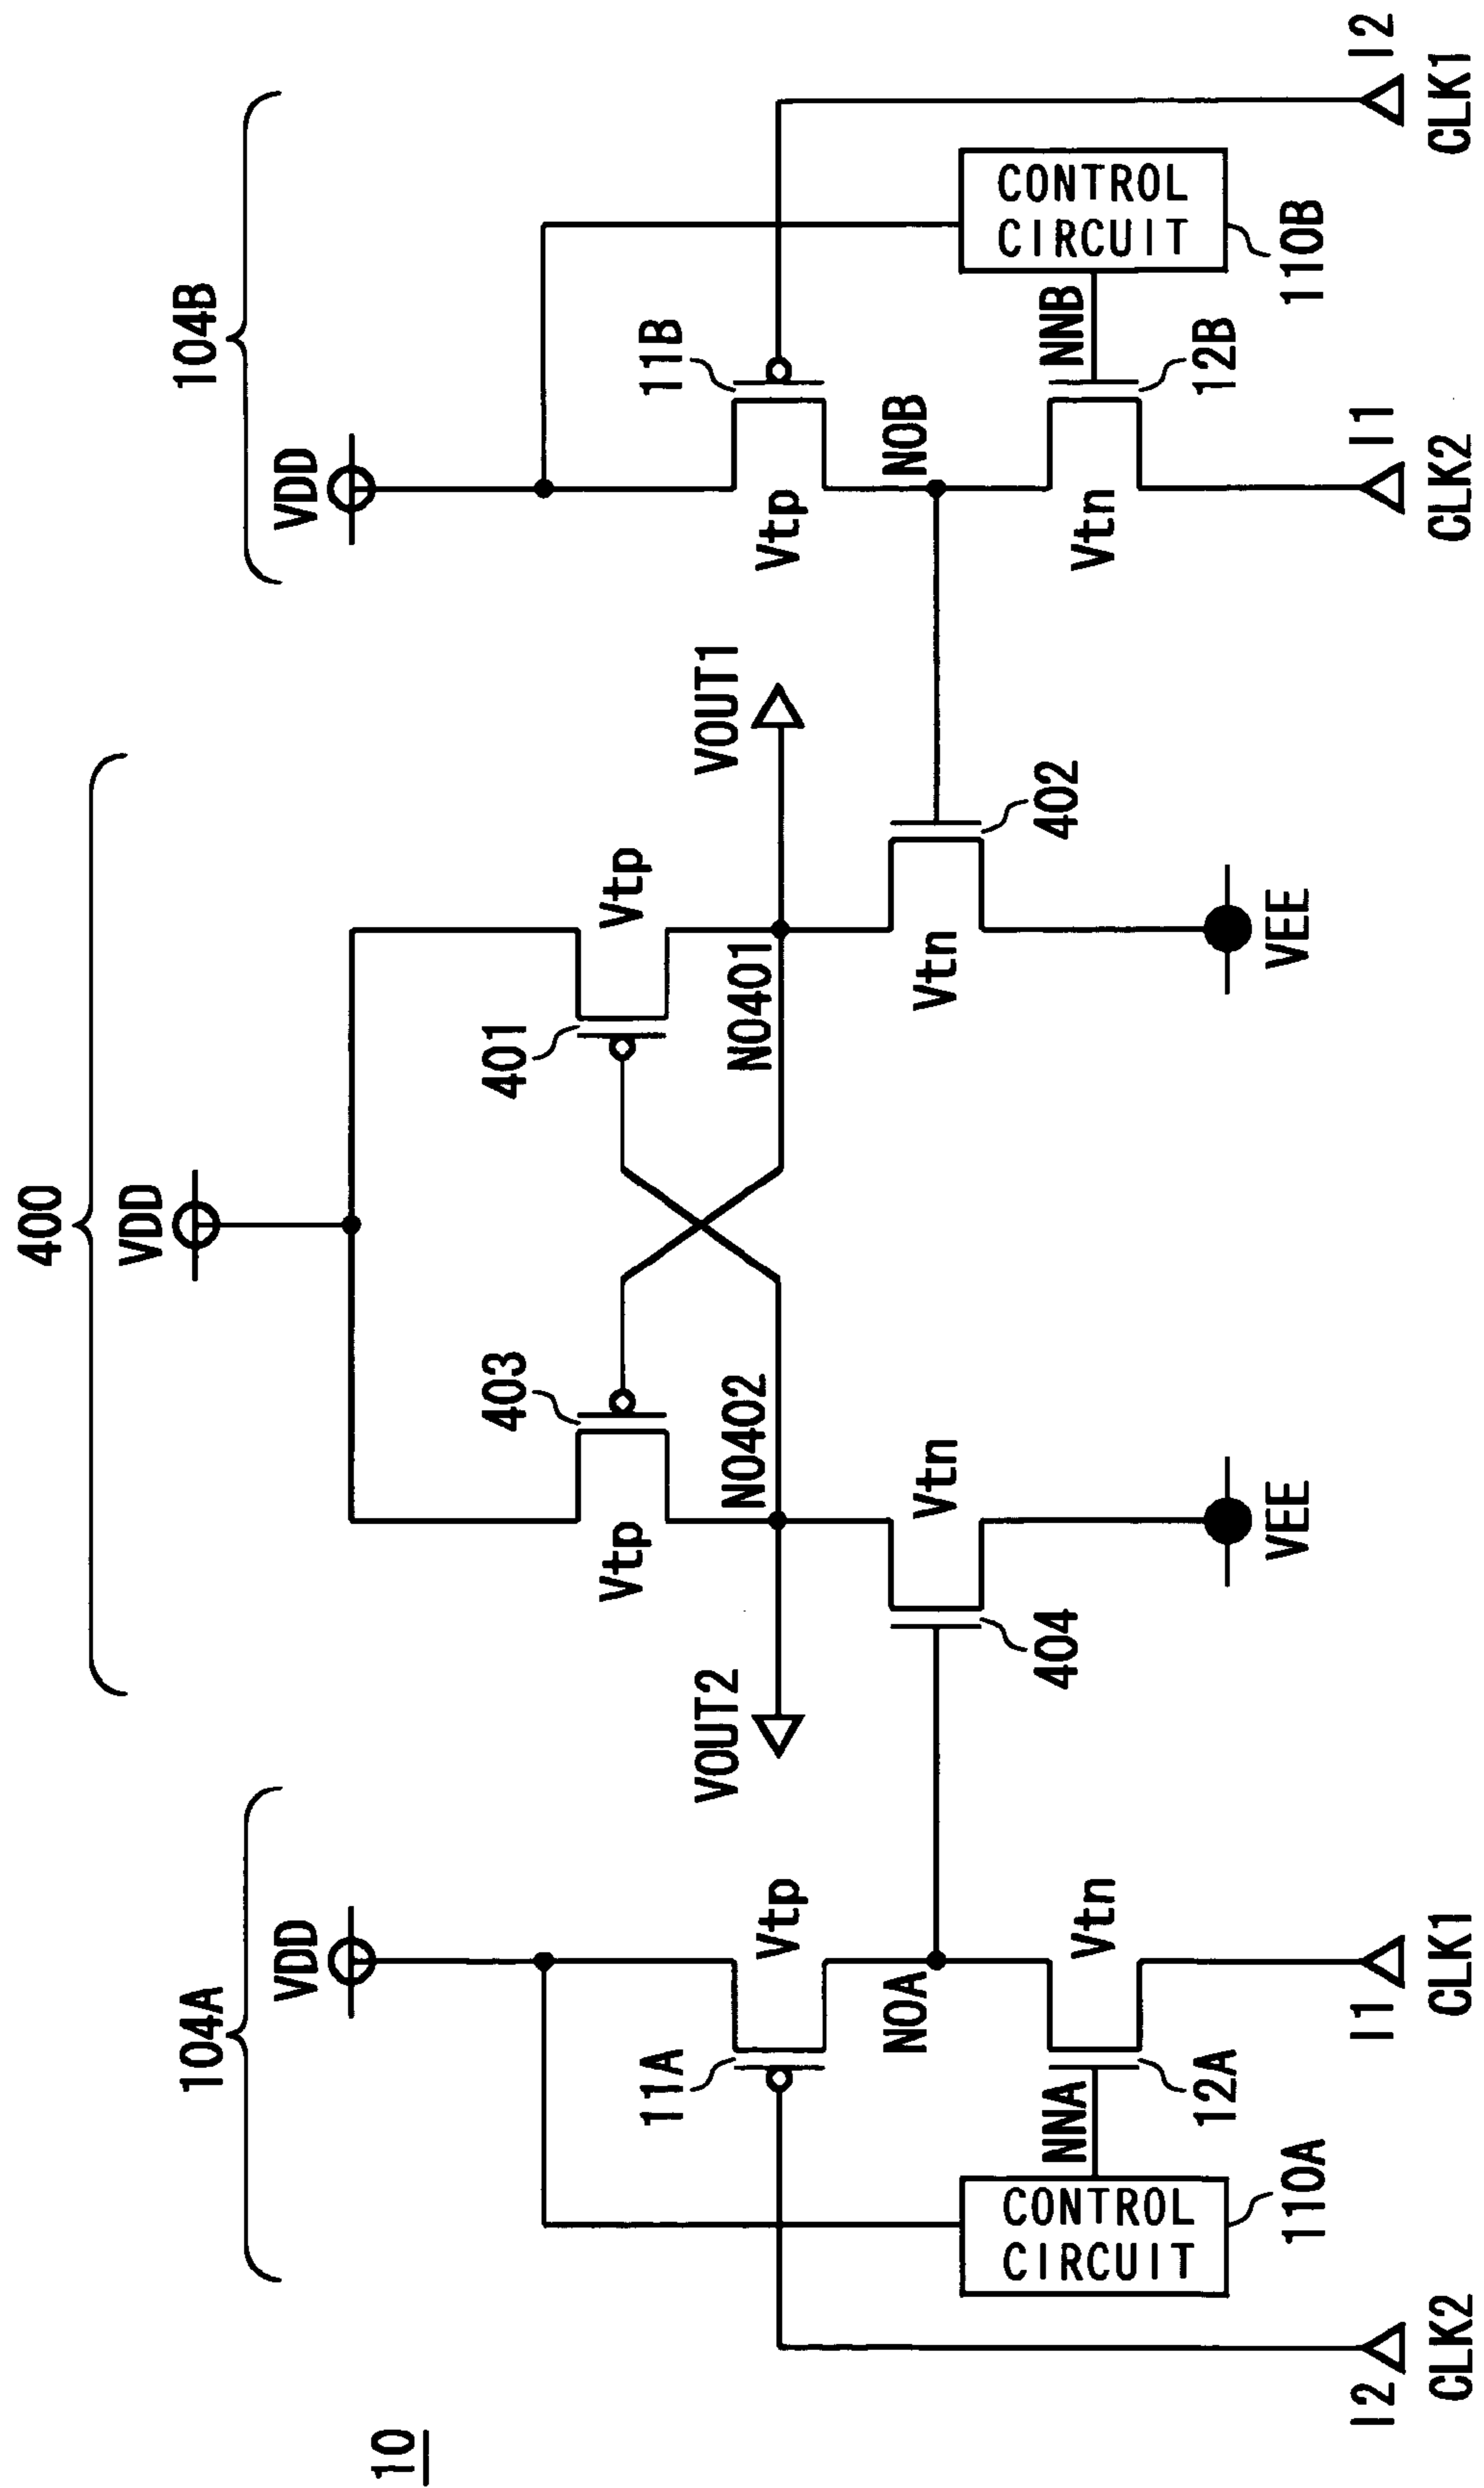 10
400
104A
104B
VDD
VDD
VDD
11A
Vtp
NOA
NNA
Vtn
12A
CONTROL
CIRCUIT
110A
I2
CLK2
I1
CLK1
403
Vtp
NO402
VOUT2
Vtn
404
VEE
401
Vtp
NO401
VOUT1
Vtn
402
VEE
11B
Vtp
NOB
NNB
Vtn
12B
CONTROL
CIRCUIT
110B
I1
CLK2
I2
CLK1